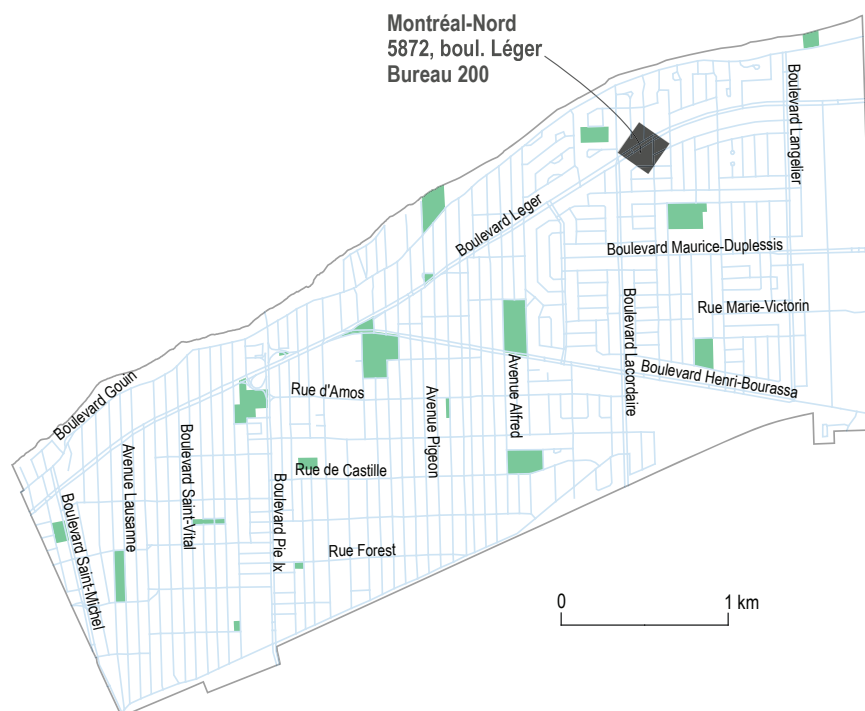 Montréal-Nord
5872, boul. Léger
Bureau 200
Boulevard Langelier
Boulevard Leger
Boulevard Maurice-Duplessis
Rue Marie-Victorin
Boulevard Lacordaire
Boulevard Henri-Bourassa
Avenue Alfred
Boulevard Gouin
Rue d'Amos
Avenue Pigeon
Boulevard Saint-Vital
Avenue Lausanne
Rue de Castille
Boulevard Pie Ix
Boulevard Saint-Michel
Rue Forest
0 1 km